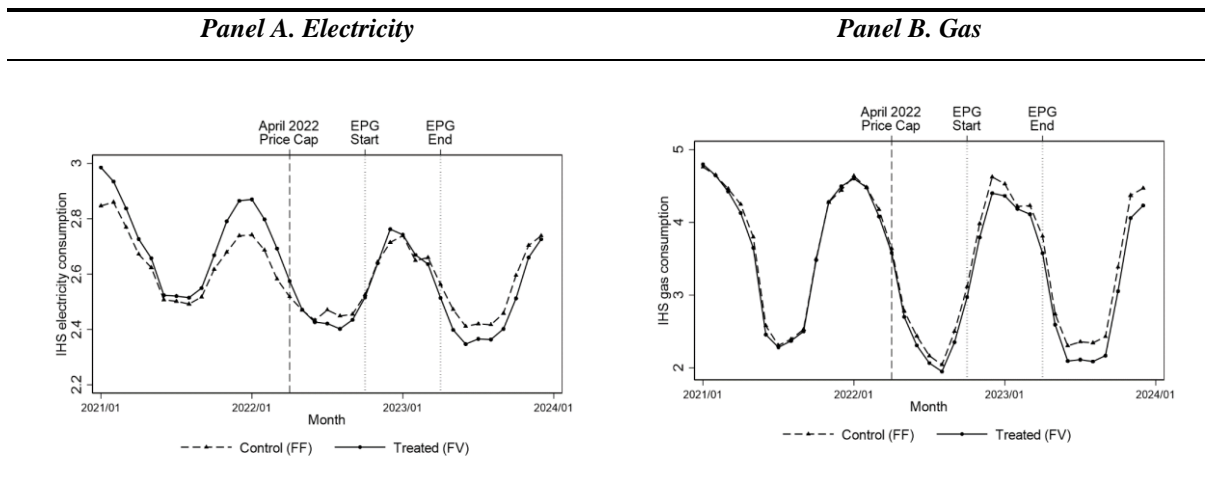 Panel A. Electricity
Panel B. Gas
April 2022 EPG EPG
Price Cap Start End
3
2.8
2.6
2.4
2.2
IHS electricity consumption
2021/01 2022/01 2023/01 2024/01
Month
Control (FF) Treated (FV)
April 2022 EPG EPG
Price Cap Start End
5
4
3
2
IHS gas consumption
2021/01 2022/01 2023/01 2024/01
Month
Control (FF) Treated (FV)